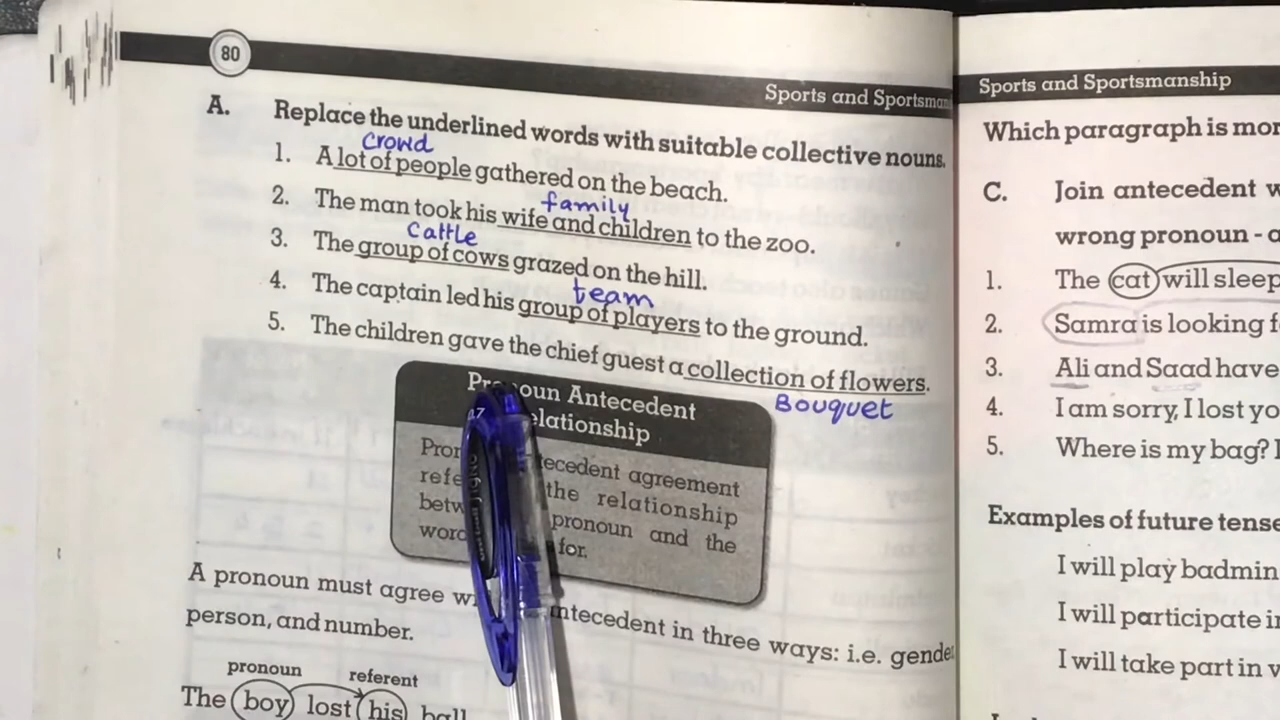 80
Sports and Sportsman
A. Replace the underlined words with suitable collective nouns.
crowd
1. A lot of people gathered on the beach.
family
2. The man took his wife and children to the zoo.
Cattle
3. The group of cows grazed on the hill.
team
4. The captain led his group of players to the ground.
5. The children gave the chief guest a collection of flowers.
Bouquet
Pronoun Antecedent
elationship
tecedent agreement
the relationship
pronoun and the
word for.
A pronoun must agree antecedent in three ways: i.e. gender
person, and number.
pronoun referent
The boy lost his ball
Sports and Sportsmanship
Which paragraph is mor
C. Join antecedent w
wrong pronoun - a
1. The cat will sleep
2. Samra is looking f
3. Ali and Saad have
4. I am sorry, I lost yo
5. Where is my bag? I
Examples of future tense
I will play badmin
I will participate in
I will take part in v